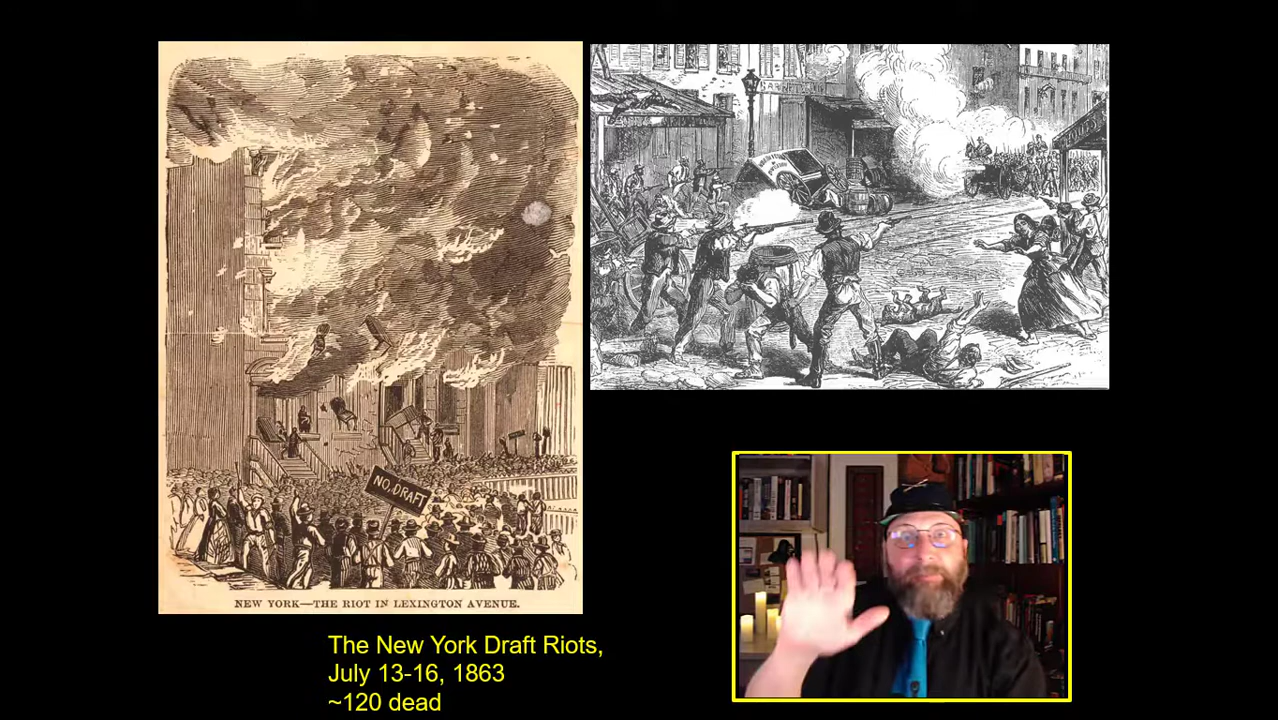 NO, DRAFT
NEW YORK—THE RIOT IN LEXINGTON AVENUE.
The New York Draft Riots,
July 13-16, 1863
~120 dead